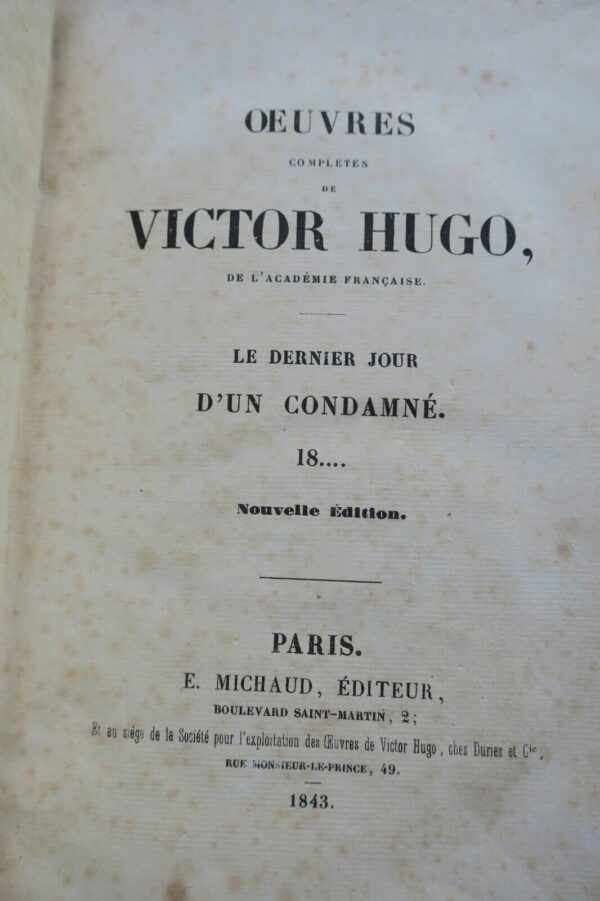 OEUVRES
COMPLÈTES
DE
VICTOR HUGO,
DE L'ACADÉMIE FRANÇAISE.
LE DERNIER JOUR
D'UN CONDAMNÉ.
18....
Nouvelle Édition.
PARIS.
E. MICHAUD, ÉDITEUR,
BOULEVARD SAINT-MARTIN, 2;
Et au siége de la Société pour l'exploitation des Œuvres de Victor Hugo, chez Duriez et Cie,
RUE MONSIEUR-LE-PRINCE, 49.
1843.